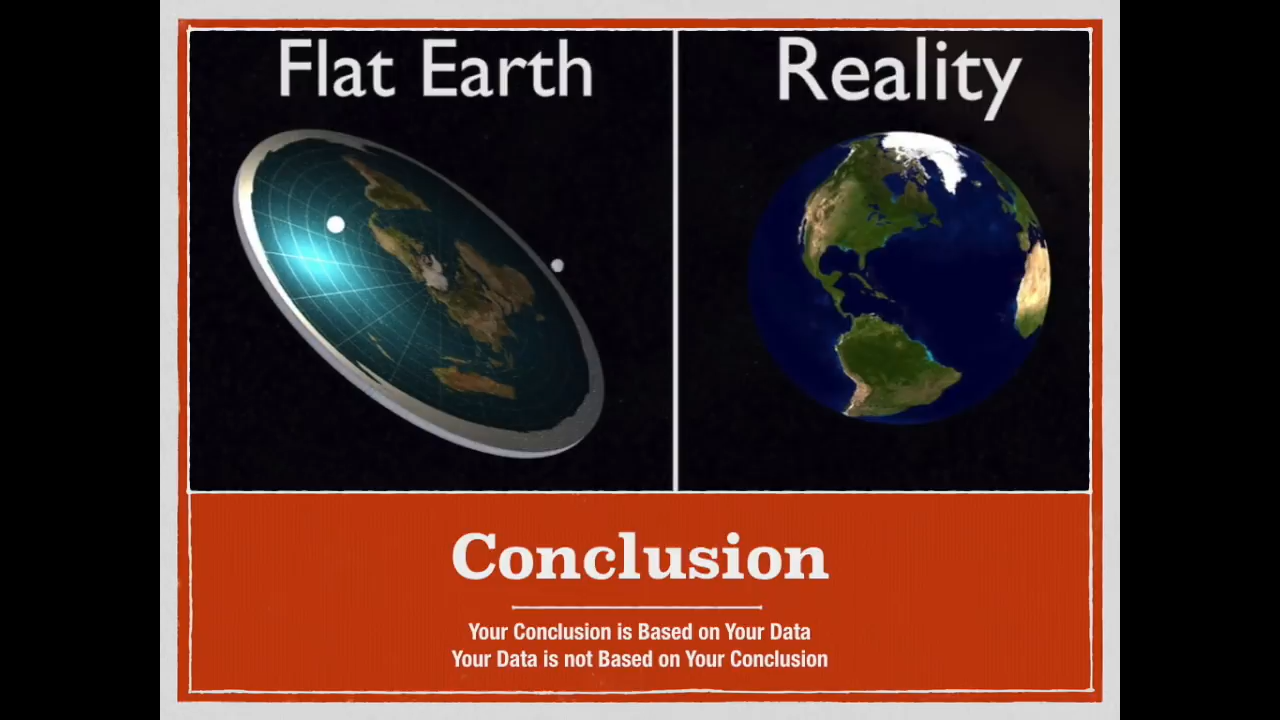 Flat Earth
Reality
Conclusion
Your Conclusion is Based on Your Data
Your Data is not Based on Your Conclusion